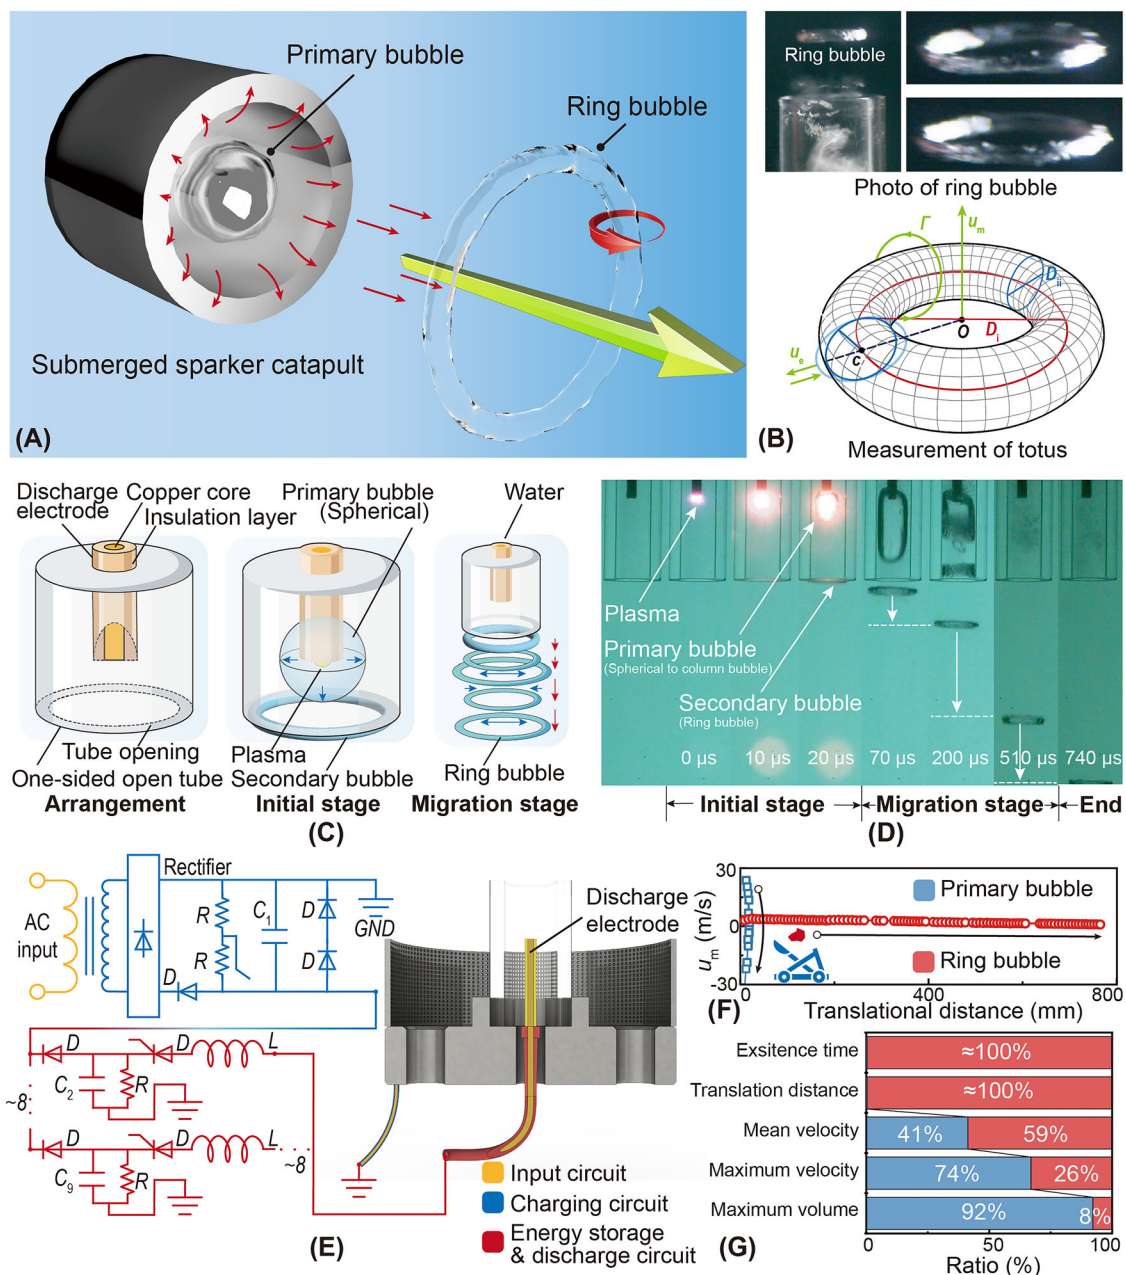 Primary bubble
Ring bubble
Submerged sparker catapult
(A)
Ring bubble
Photo of ring bubble
Γ
u_m
D_ii
O
D_i
c
u_e
(B)
Measurement of totus
Discharge
electrode
Copper core
Insulation layer
Primary bubble
(Spherical)
Water
Tube opening
One-sided open tube
Arrangement
Plasma
Secondary bubble
Initial stage
Ring bubble
Migration stage
(C)
Plasma
Primary bubble
(Spherical to column bubble)
Secondary bubble
(Ring bubble)
0 μs
10 μs
20 μs
70 μs
200 μs
510 μs
740 μs
Initial stage
Migration stage
End
(D)
AC
input
Rectifier
R
R
C1
D
D
GND
D
D
D
L
C2
R
~8
D
D
L
C9
R
~8
Discharge
electrode
Input circuit
Charging circuit
Energy storage
& discharge circuit
(E)
30
0
-30
u_m (m/s)
Primary bubble
Ring bubble
0
400
800
Translational distance (mm)
(F)
Exsitence time
≈100%
Translation distance
≈100%
Mean velocity
41%
59%
Maximum velocity
74%
26%
Maximum volume
92%
8%
0
50
100
Ratio (%)
(G)